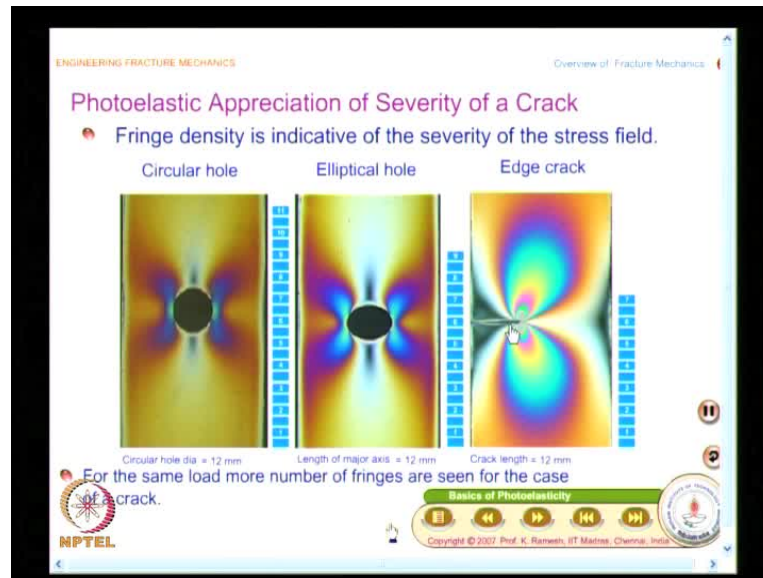 ENGINEERING FRACTURE MECHANICS
Overview of Fracture Mechanics
Photoelastic Appreciation of Severity of a Crack
Fringe density is indicative of the severity of the stress field.
Circular hole
Elliptical hole
Edge crack
Circular hole dia = 12 mm
Length of major axis = 12 mm
Crack length = 12 mm
For the same load more number of fringes are seen for the case
of a crack.
Basics of Photoelasticity
NPTEL
Copyright © 2007 Prof. K. Ramesh, IIT Madras, Chennai, India